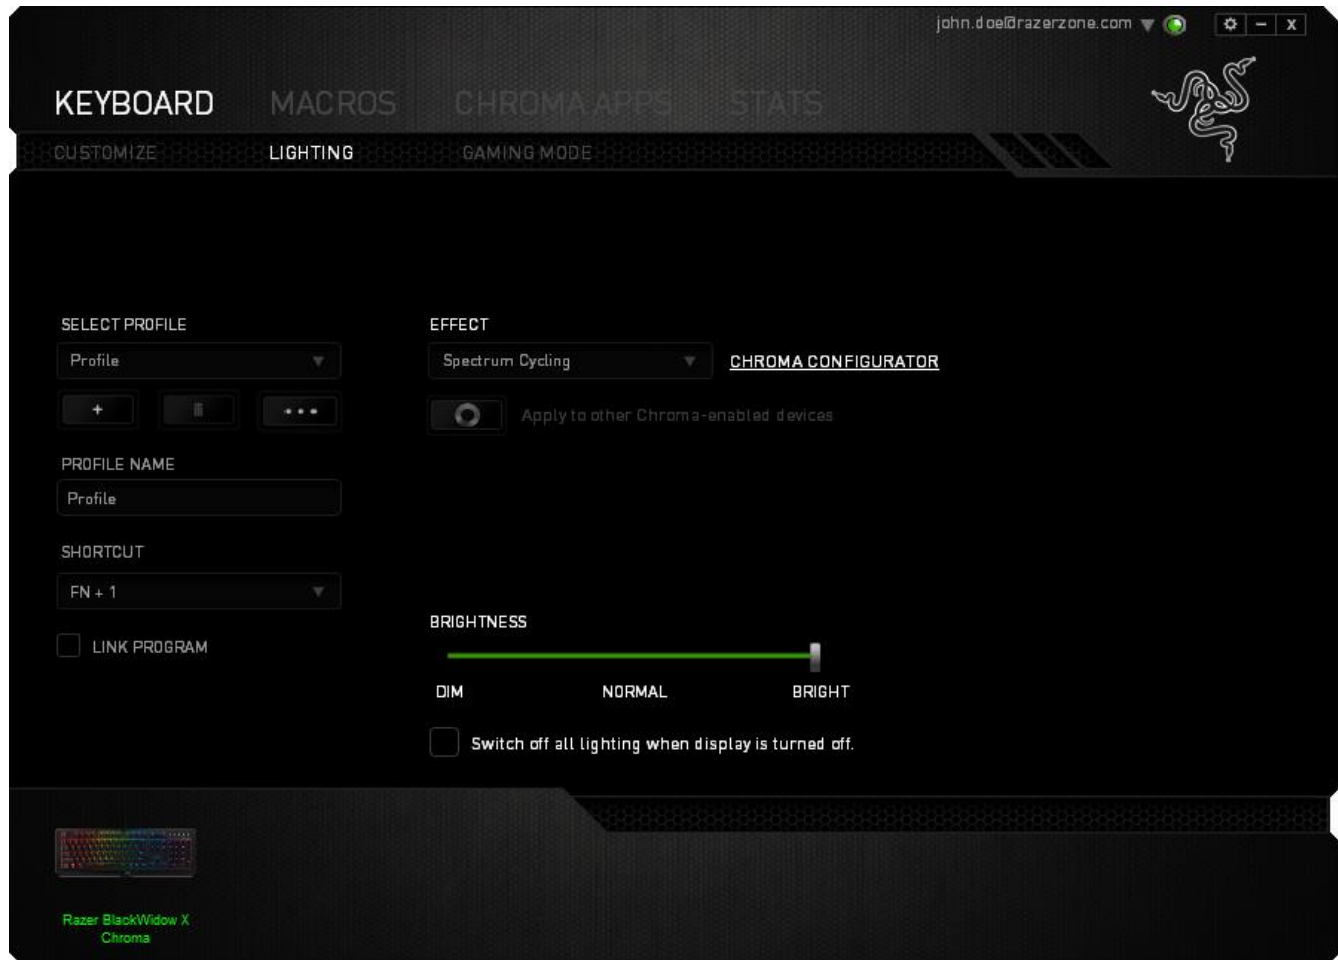 john.doe@razerzone.com
KEYBOARD MACROS CHROMA APPS STATS
CUSTOMIZE LIGHTING GAMING MODE
SELECT PROFILE
Profile
PROFILE NAME
Profile
SHORTCUT
FN + 1
LINK PROGRAM
EFFECT
Spectrum Cycling
CHROMA CONFIGURATOR
Apply to other Chroma-enabled devices
BRIGHTNESS
DIM NORMAL BRIGHT
Switch off all lighting when display is turned off.
Razer BlackWidow X
Chroma